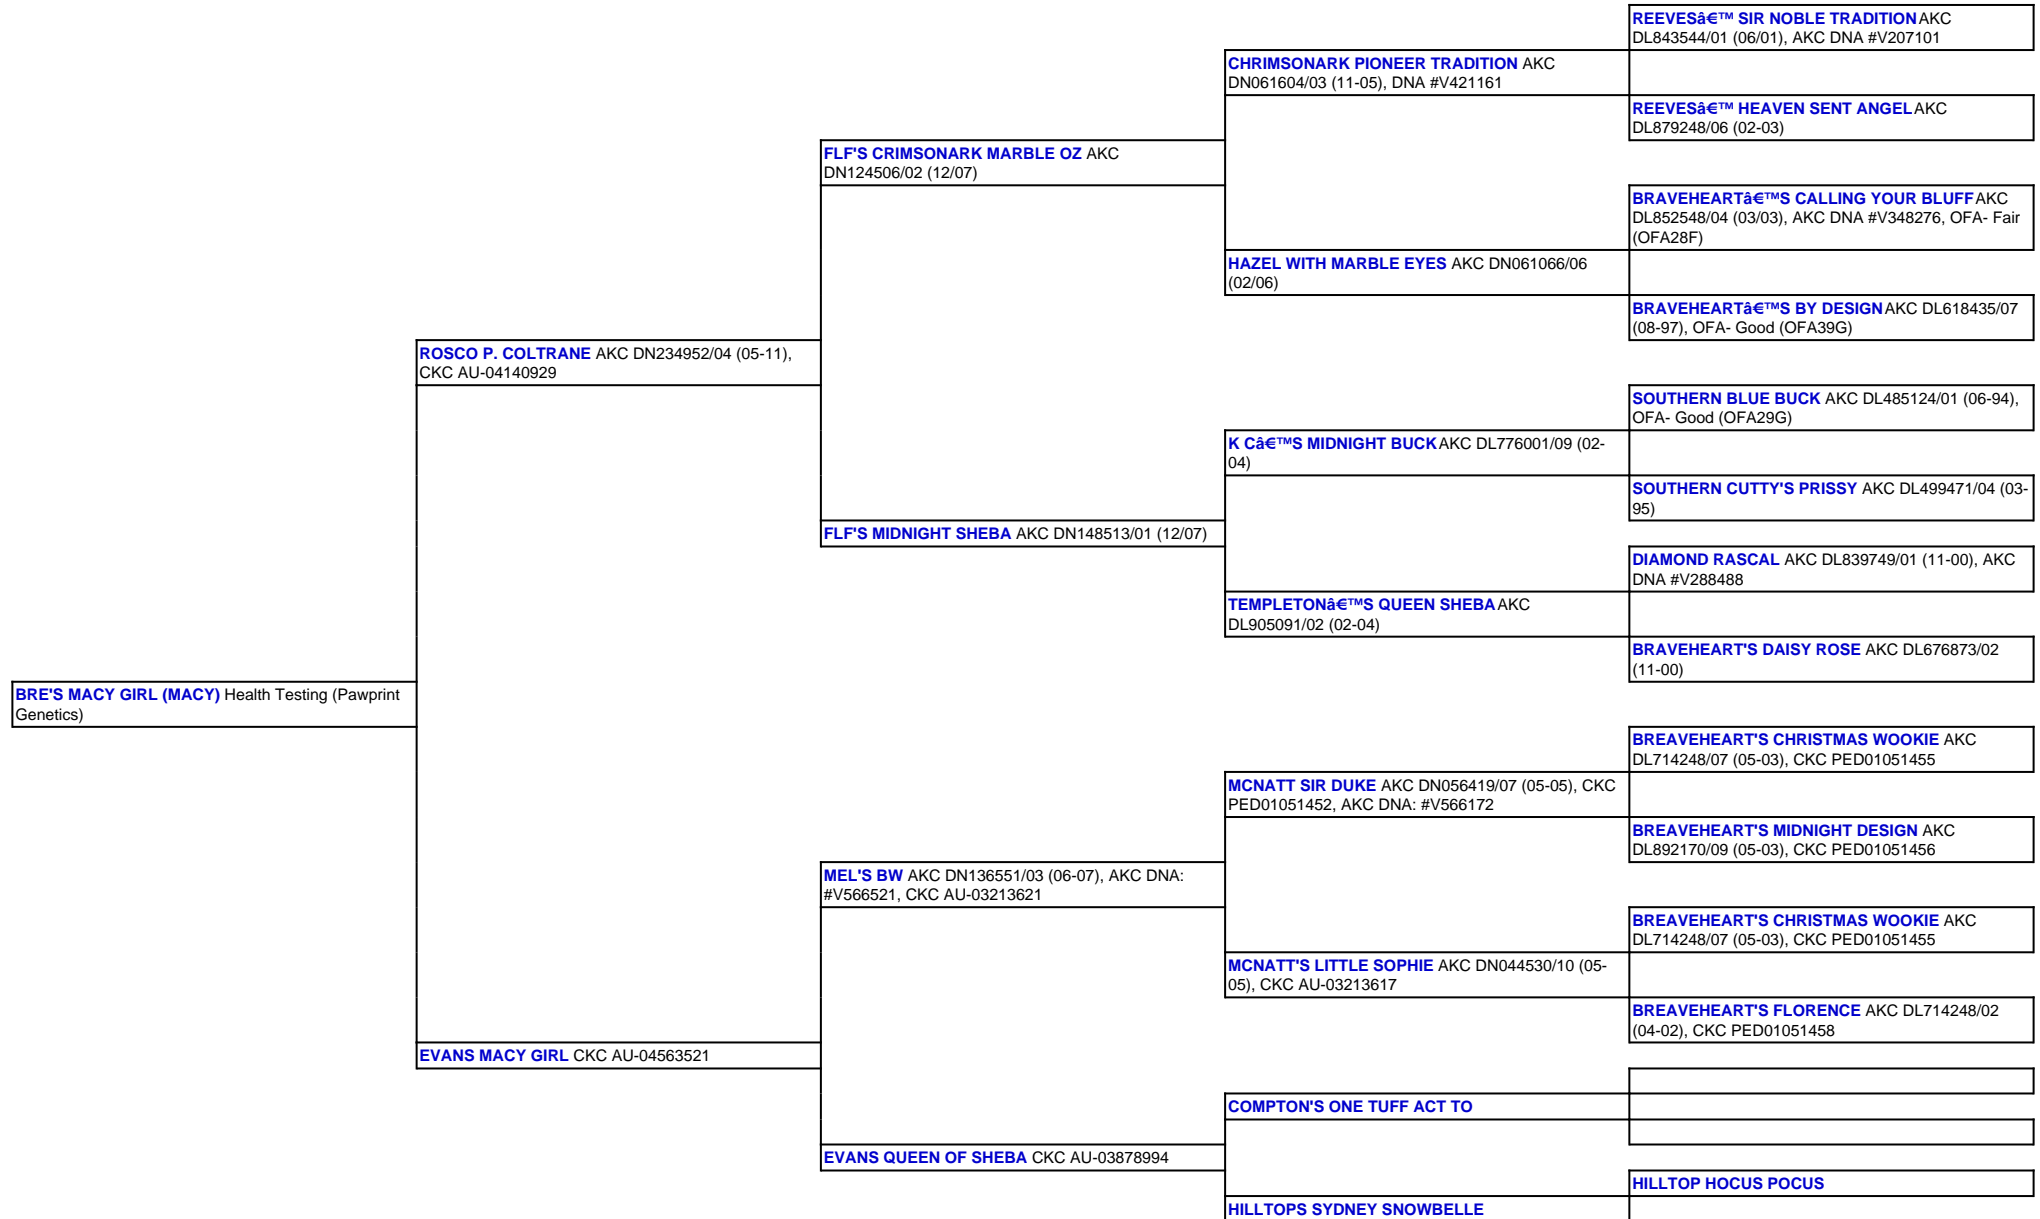 REEVESâ€™ SIR NOBLE TRADITION AKC
DL843544/01 (06/01), AKC DNA #V207101
CHRIMSONARK PIONEER TRADITION AKC
DN061604/03 (11-05), DNA #V421161
REEVESâ€™ HEAVEN SENT ANGEL AKC
DL879248/06 (02-03)
FLF'S CRIMSONARK MARBLE OZ AKC
DN124506/02 (12/07)
BRAVEHEARTâ€™S CALLING YOUR BLUFF AKC
DL852548/04 (03/03), AKC DNA #V348276, OFA- Fair
(OFA28F)
HAZEL WITH MARBLE EYES AKC DN061066/06
(02/06)
BRAVEHEARTâ€™S BY DESIGN AKC DL618435/07
(08-97), OFA- Good (OFA39G)
ROSCO P. COLTRANE AKC DN234952/04 (05-11),
CKC AU-04140929
SOUTHERN BLUE BUCK AKC DL485124/01 (06-94),
OFA- Good (OFA29G)
K Câ€™S MIDNIGHT BUCK AKC DL776001/09 (02-
04)
SOUTHERN CUTTY'S PRISSY AKC DL499471/04 (03-
95)
FLF'S MIDNIGHT SHEBA AKC DN148513/01 (12/07)
DIAMOND RASCAL AKC DL839749/01 (11-00), AKC
DNA #V288488
TEMPLETONâ€™S QUEEN SHEBA AKC
DL905091/02 (02-04)
BRAVEHEART'S DAISY ROSE AKC DL676873/02
(11-00)
BRE'S MACY GIRL (MACY) Health Testing (Pawprint
Genetics)
BREAVEHEART'S CHRISTMAS WOOKIE AKC
DL714248/07 (05-03), CKC PED01051455
MCNATT SIR DUKE AKC DN056419/07 (05-05), CKC
PED01051452, AKC DNA: #V566172
BREAVEHEART'S MIDNIGHT DESIGN AKC
DL892170/09 (05-03), CKC PED01051456
MEL'S BW AKC DN136551/03 (06-07), AKC DNA:
#V566521, CKC AU-03213621
BREAVEHEART'S CHRISTMAS WOOKIE AKC
DL714248/07 (05-03), CKC PED01051455
MCNATT'S LITTLE SOPHIE AKC DN044530/10 (05-
05), CKC AU-03213617
BREAVEHEART'S FLORENCE AKC DL714248/02
(04-02), CKC PED01051458
EVANS MACY GIRL CKC AU-04563521
COMPTON'S ONE TUFF ACT TO
EVANS QUEEN OF SHEBA CKC AU-03878994
HILLTOP HOCUS POCUS
HILLTOPS SYDNEY SNOWBELLE